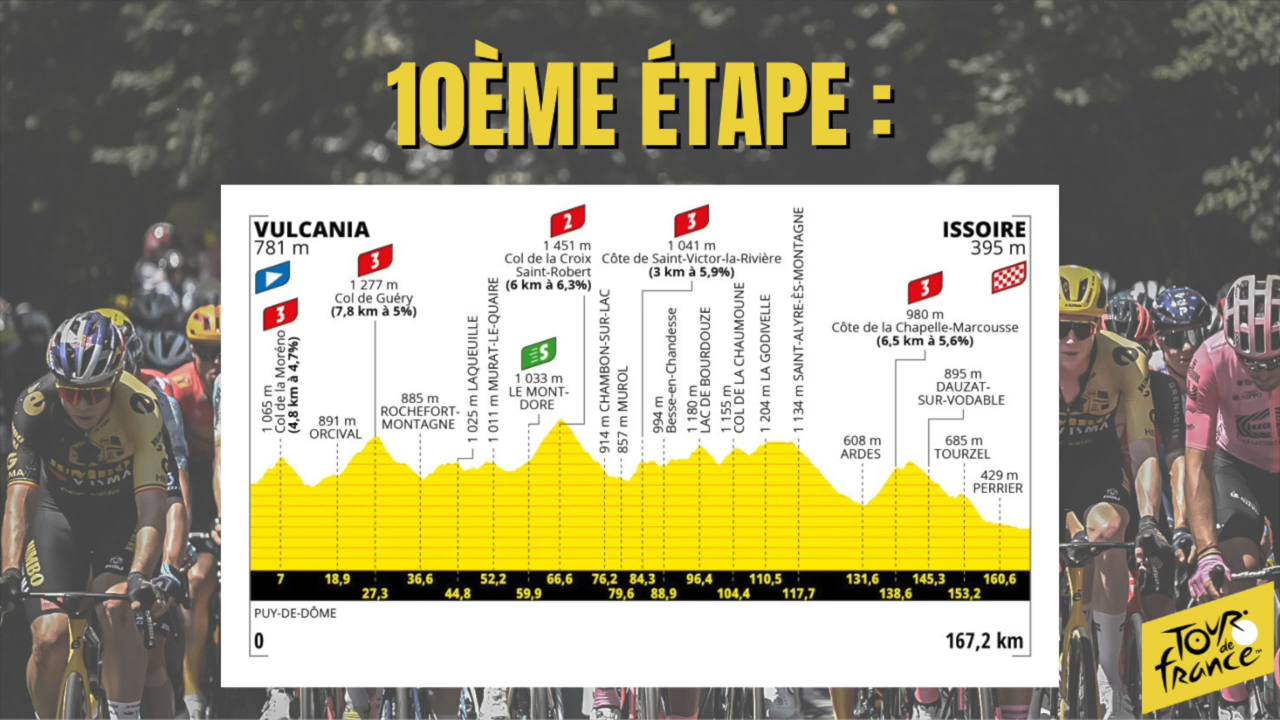 10ÈME ÉTAPE :
VULCANIA
781 m
ISSOIRE
395 m
3
1 065 m
Col de la Moréno
(4,8 km à 4,7%)
891 m
ORCIVAL
3
1 277 m
Col de Guéry
(7,8 km à 5%)
885 m
ROCHEFORT-
MONTAGNE
1 025 m LAQUEUILLE
1 011 m MURAT-LE-QUAIRE
S
1 033 m
LE MONT-
DORE
2
1 451 m
Col de la Croix
Saint-Robert
(6 km à 6,3%)
914 m CHAMBON-SUR-LAC
857 m MUROL
3
1 041 m
Côte de Saint-Victor-la-Rivière
(3 km à 5,9%)
994 m
Besse-en-Chandesse
1 180 m
LAC DE BOURDOUZE
1 155 m
COL DE LA CHAUMOUNE
1 204 m LA GODIVELLE
1 134 m SAINT-ALYRE-ÈS-MONTAGNE
608 m
ARDES
3
980 m
Côte de la Chapelle-Marcousse
(6,5 km à 5,6%)
895 m
DAUZAT-
SUR-VODABLE
685 m
TOURZEL
429 m
PERRIER
7 18,9 36,6 52,2 66,6 76,2 84,3 96,4 110,5 131,6 145,3 160,6
27,3 44,8 59,9 79,6 88,9 104,4 117,7 138,6 153,2
PUY-DE-DÔME
0
167,2 km
JUMBO
VISMA
JUMBO
TOUR
de
france